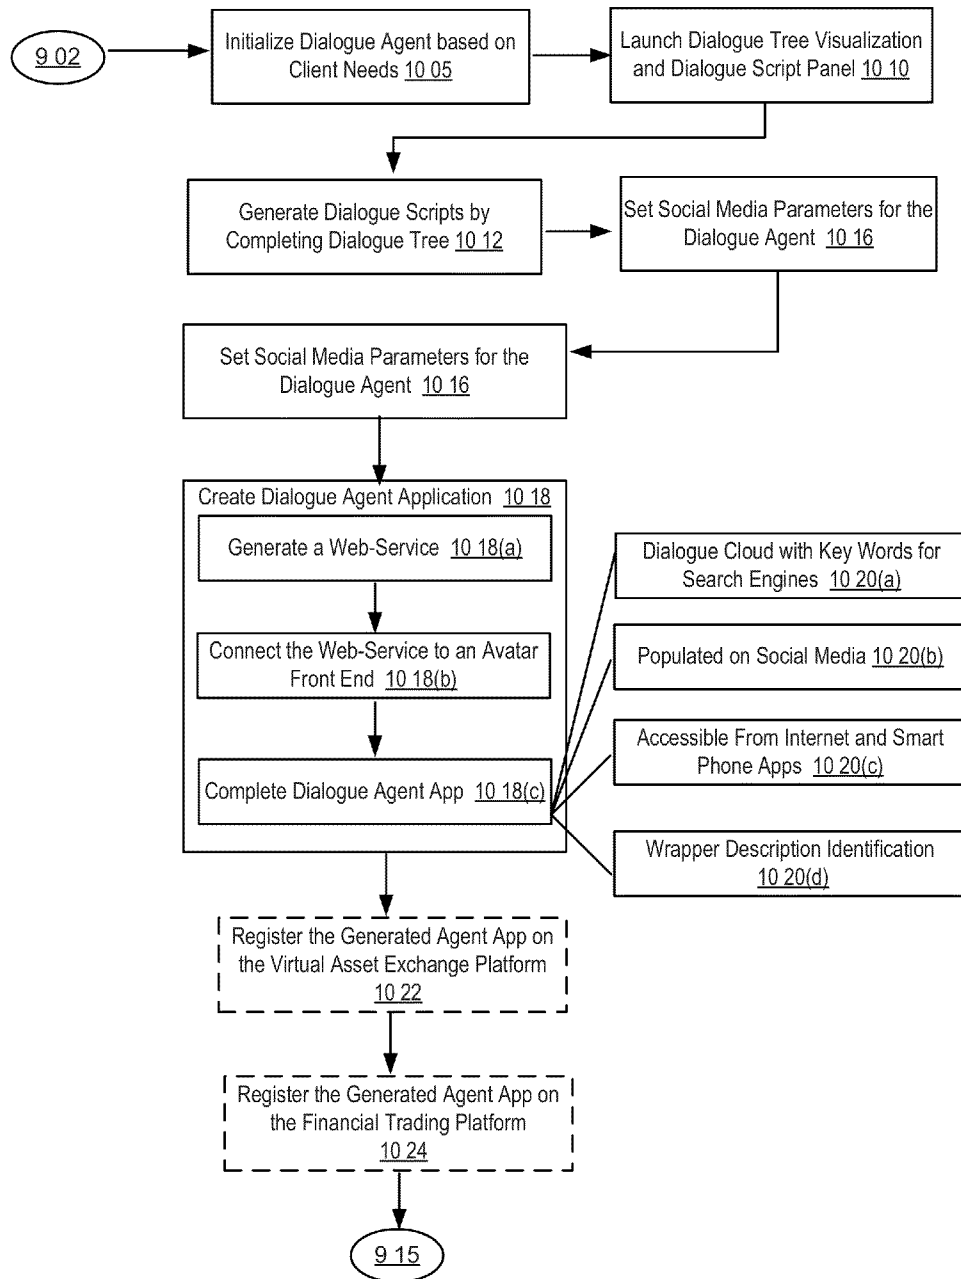 9 02
Initialize Dialogue Agent based on
Client Needs 10 05
Launch Dialogue Tree Visualization
and Dialogue Script Panel 10 10
Generate Dialogue Scripts by
Completing Dialogue Tree 10 12
Set Social Media Parameters for the
Dialogue Agent 10 16
Set Social Media Parameters for the
Dialogue Agent 10 16
Create Dialogue Agent Application 10 18
Generate a Web-Service 10 18(a)
Connect the Web-Service to an Avatar
Front End 10 18(b)
Complete Dialogue Agent App 10 18(c)
Dialogue Cloud with Key Words for
Search Engines 10 20(a)
Populated on Social Media 10 20(b)
Accessible From Internet and Smart
Phone Apps 10 20(c)
Wrapper Description Identification
10 20(d)
Register the Generated Agent App on
the Virtual Asset Exchange Platform
10 22
Register the Generated Agent App on
the Financial Trading Platform
10 24
9 15